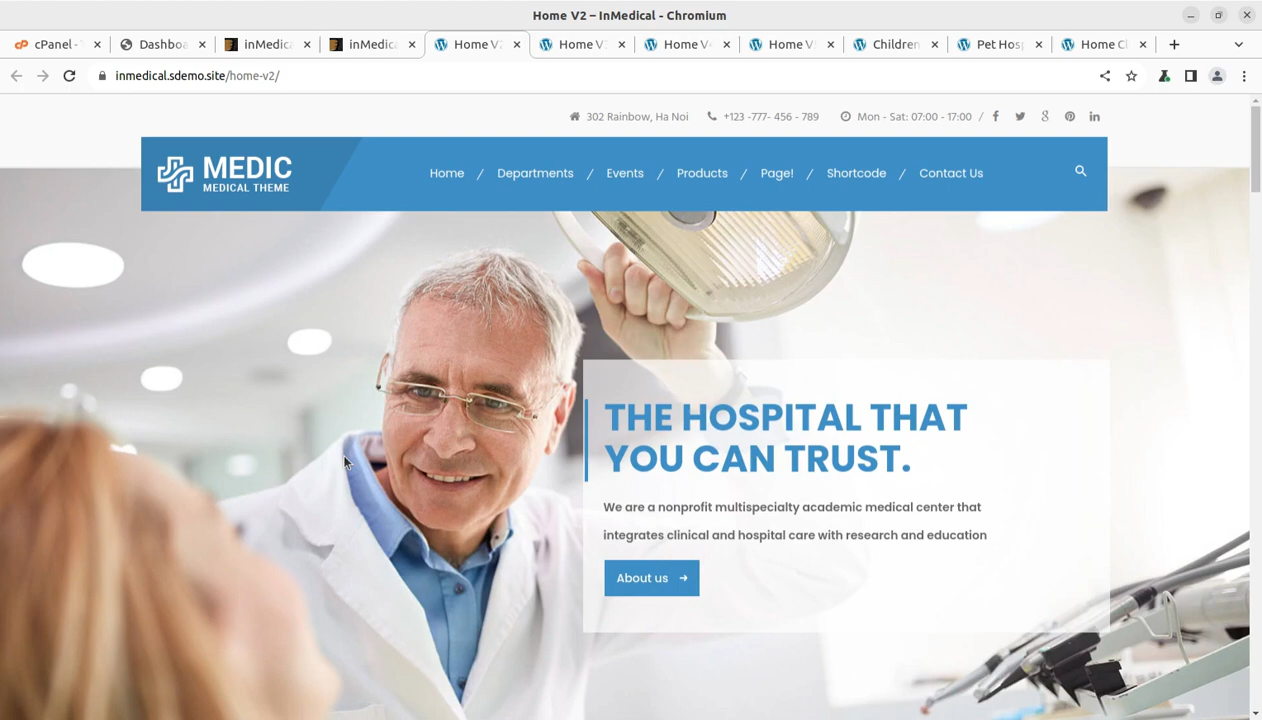 Home V2 – InMedical - Chromium
cPanel -
Dashboa
inMedica
inMedica
Home V2
Home V
Home V
Home V
Children
Pet Hosp
Home C
inmedical.sdemo.site/home-v2/
302 Rainbow, Ha Noi
+123 -777- 456 - 789
Mon - Sat: 07:00 - 17:00 /
MEDIC
MEDICAL THEME
Home / Departments / Events / Products / Page! / Shortcode / Contact Us
THE HOSPITAL THAT
YOU CAN TRUST.
We are a nonprofit multispecialty academic medical center that
integrates clinical and hospital care with research and education
About us